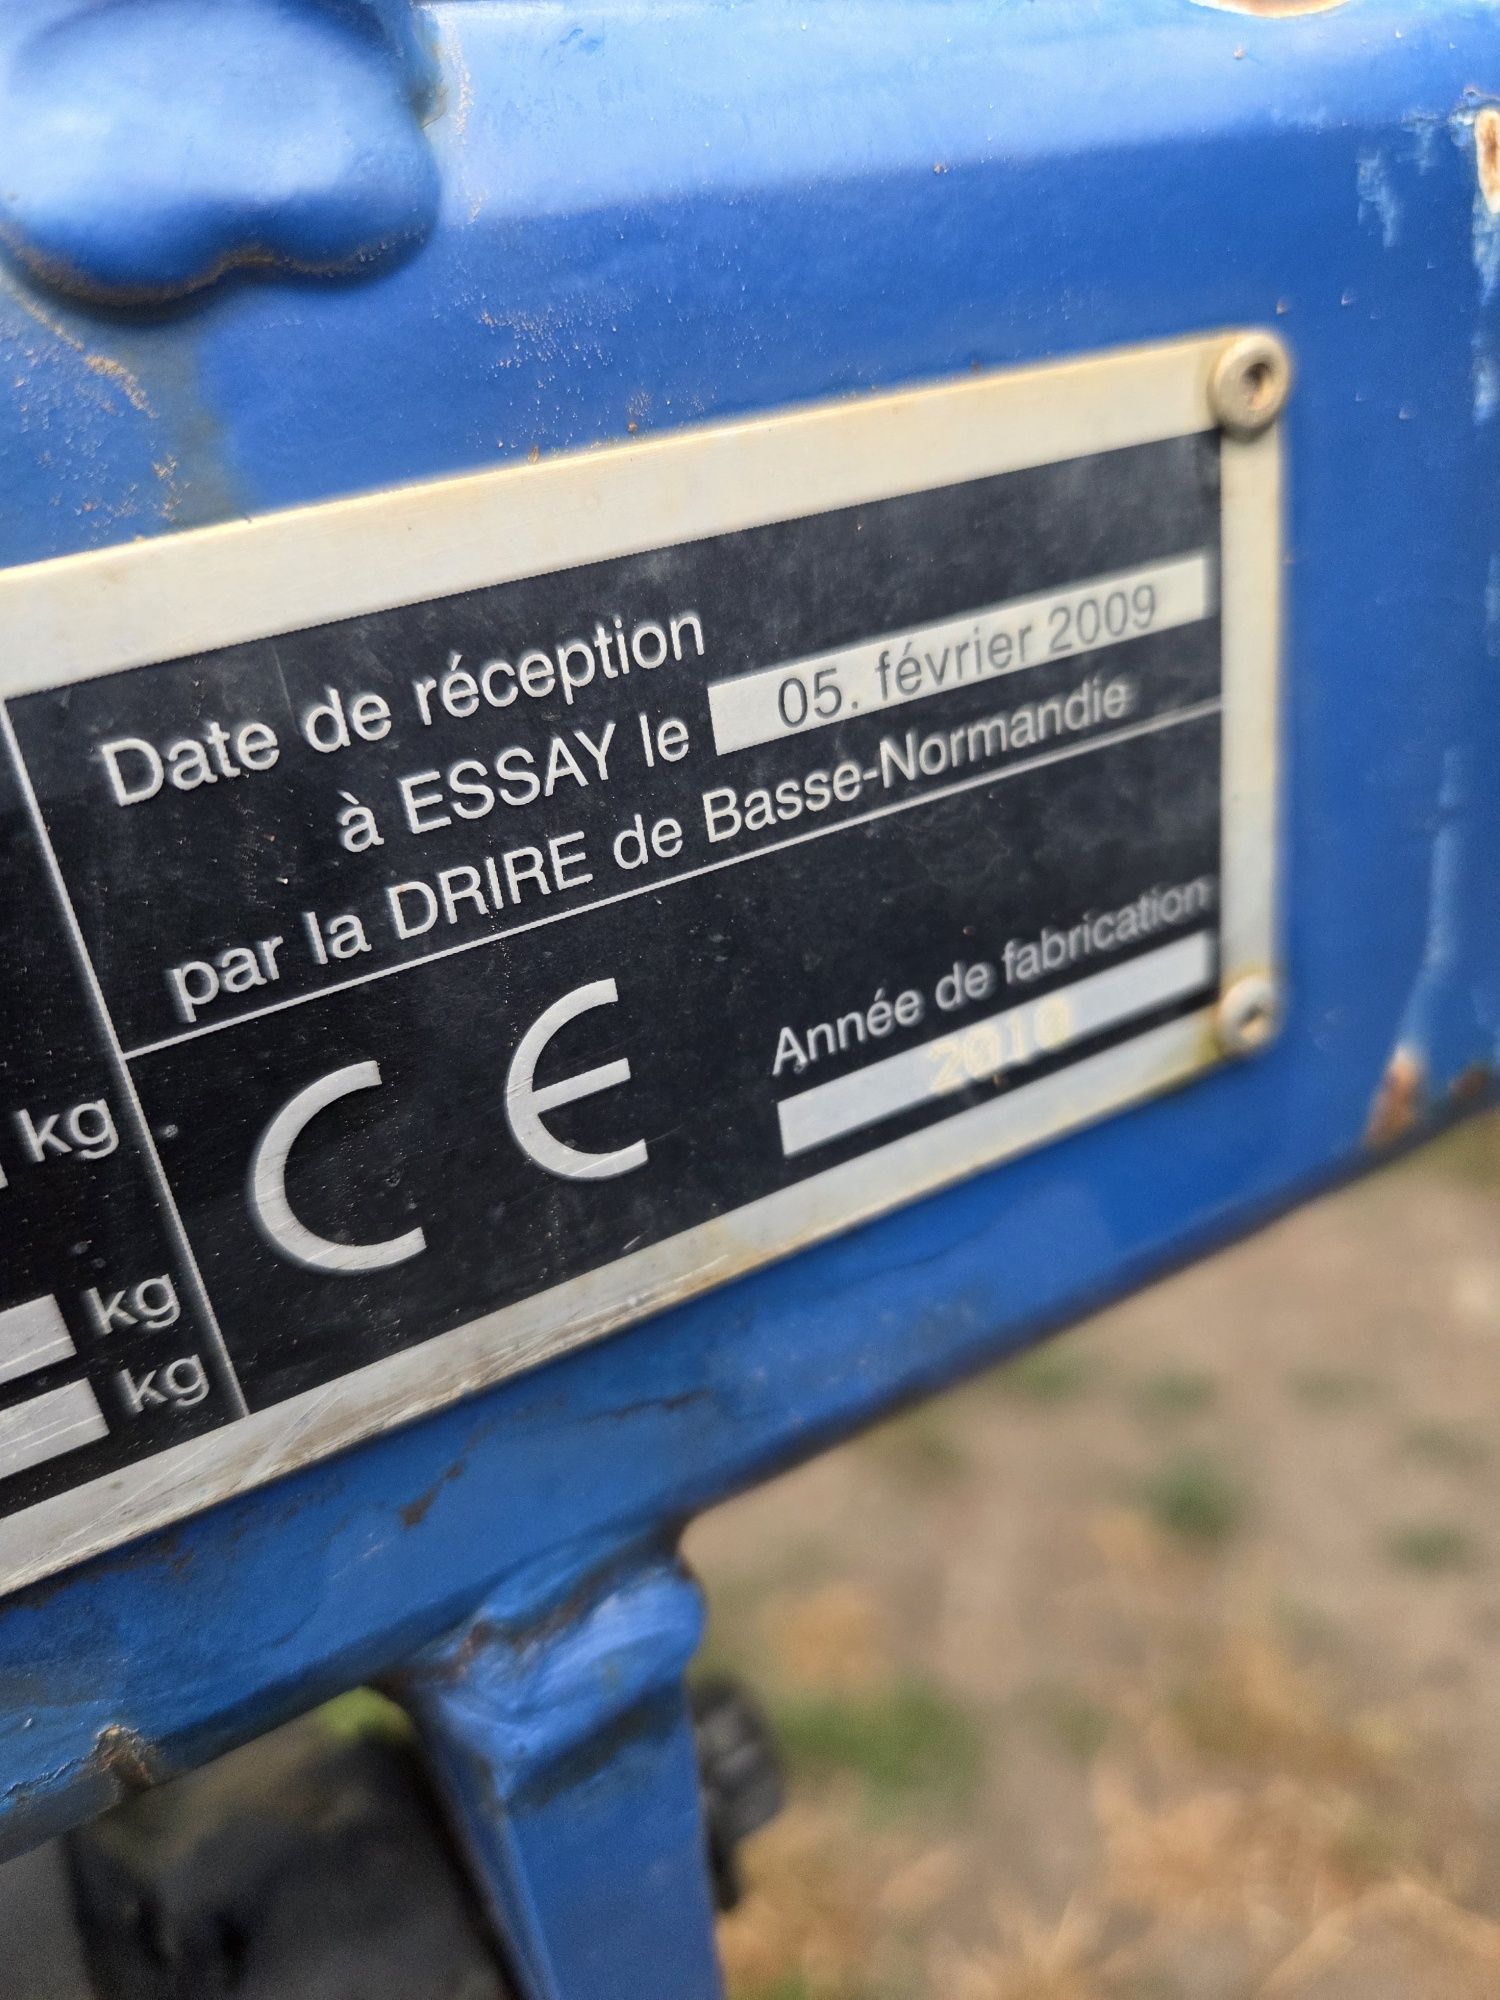 Date de réception
à ESSAY le 05. février 2009
par la DRIRE de Basse-Normandie
CE
Année de fabrication
2010
kg
kg
kg